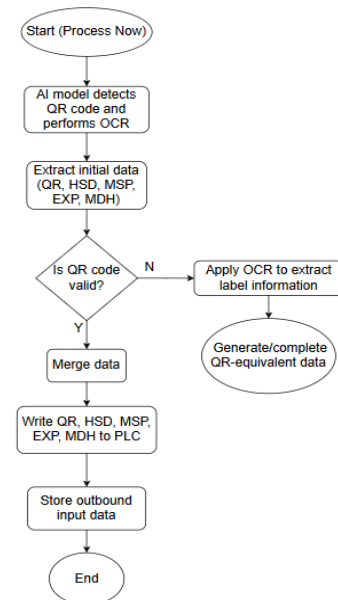 Start (Process Now)
AI model detects
QR code and
performs OCR
Extract initial data
(QR, HSD, MSP,
EXP, MDH)
Is QR code
valid?
N
Apply OCR to extract
label information
Generate/complete
QR-equivalent data
Y
Merge data
Write QR, HSD, MSP,
EXP, MDH to PLC
Store outbound
input data
End